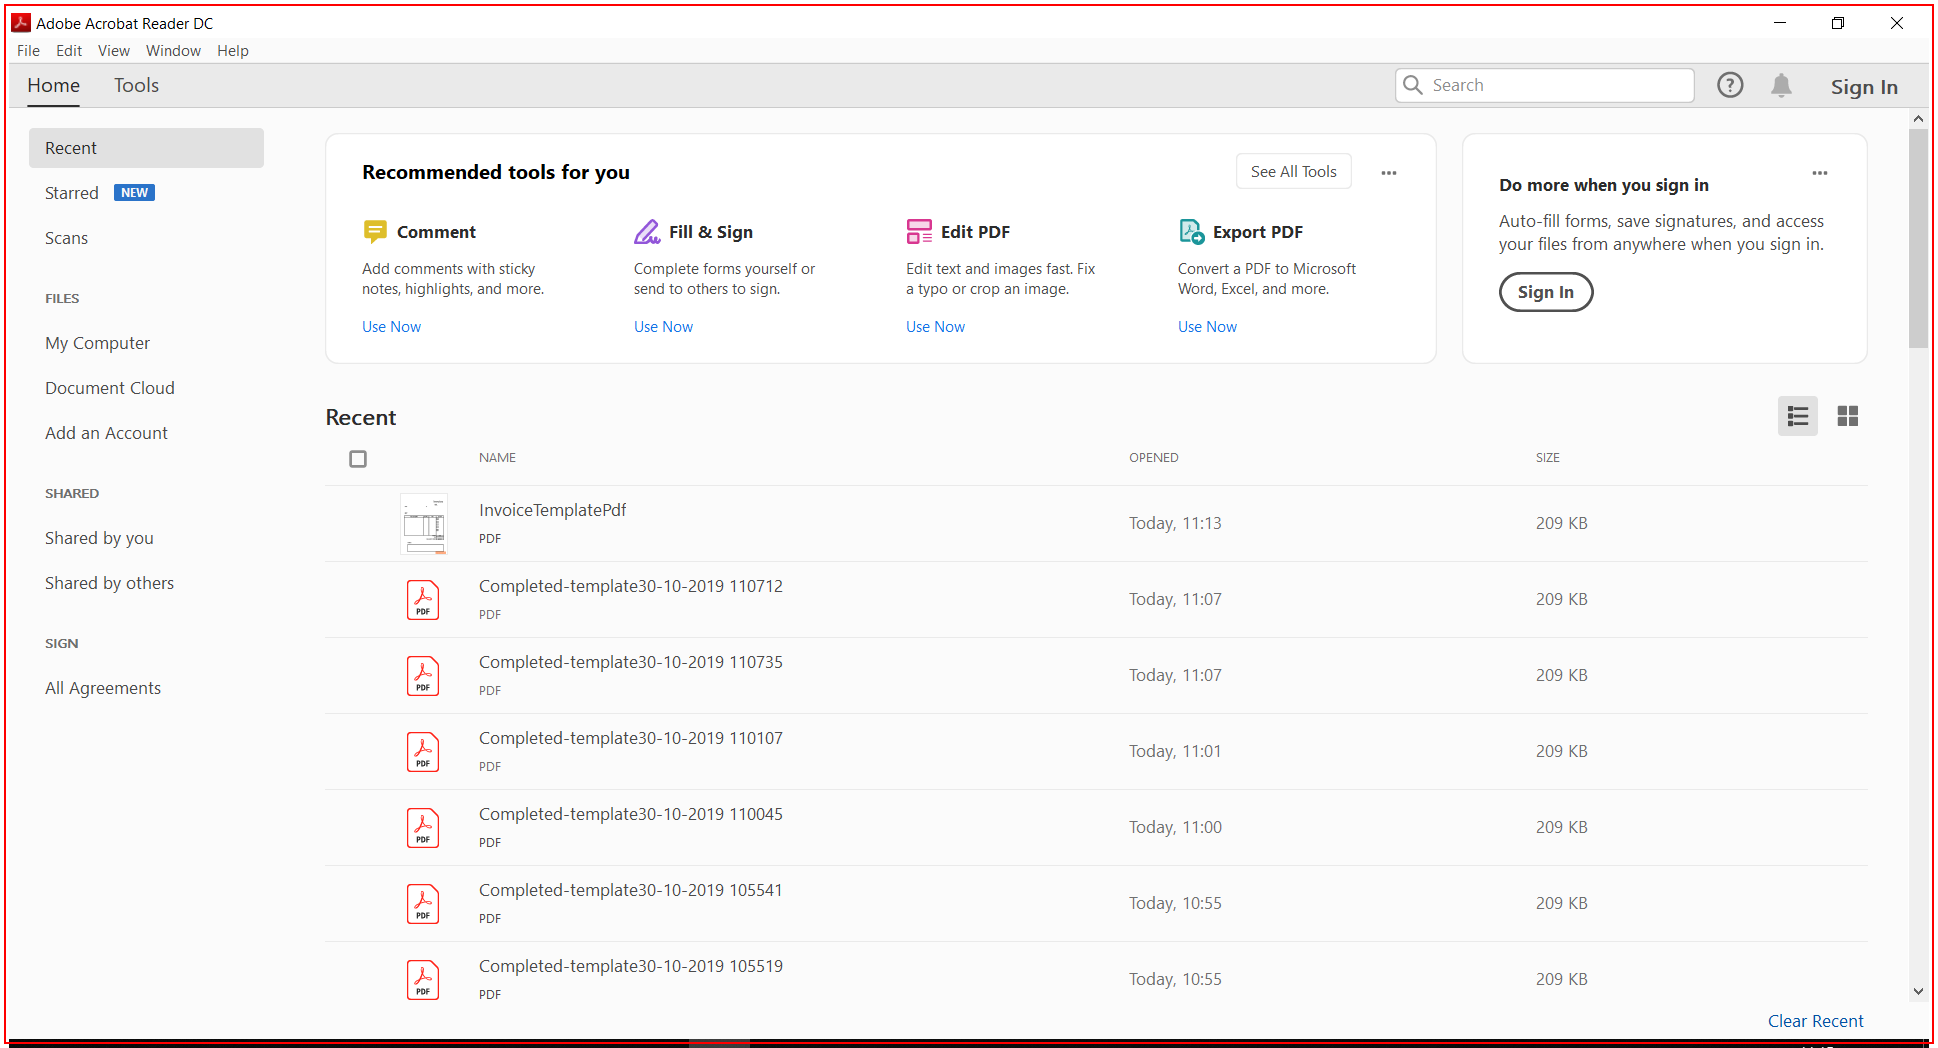 Adobe Acrobat Reader DC
File Edit View Window Help
Home Tools Search Sign In
Recent
Starred NEW
Scans
FILES
My Computer
Document Cloud
Add an Account
SHARED
Shared by you
Shared by others
SIGN
All Agreements
Recommended tools for you See All Tools
Comment
Add comments with sticky
notes, highlights, and more.
Use Now
Fill & Sign
Complete forms yourself or
send to others to sign.
Use Now
Edit PDF
Edit text and images fast. Fix
a typo or crop an image.
Use Now
Export PDF
Convert a PDF to Microsoft
Word, Excel, and more.
Use Now
Do more when you sign in
Auto-fill forms, save signatures, and access
your files from anywhere when you sign in.
Sign In
Recent
NAME OPENED SIZE
InvoiceTemplatePdf
PDF
Today, 11:13 209 KB
PDF
Completed-template30-10-2019 110712
PDF
Today, 11:07 209 KB
PDF
Completed-template30-10-2019 110735
PDF
Today, 11:07 209 KB
PDF
Completed-template30-10-2019 110107
PDF
Today, 11:01 209 KB
PDF
Completed-template30-10-2019 110045
PDF
Today, 11:00 209 KB
PDF
Completed-template30-10-2019 105541
PDF
Today, 10:55 209 KB
PDF
Completed-template30-10-2019 105519
PDF
Today, 10:55 209 KB
Clear Recent